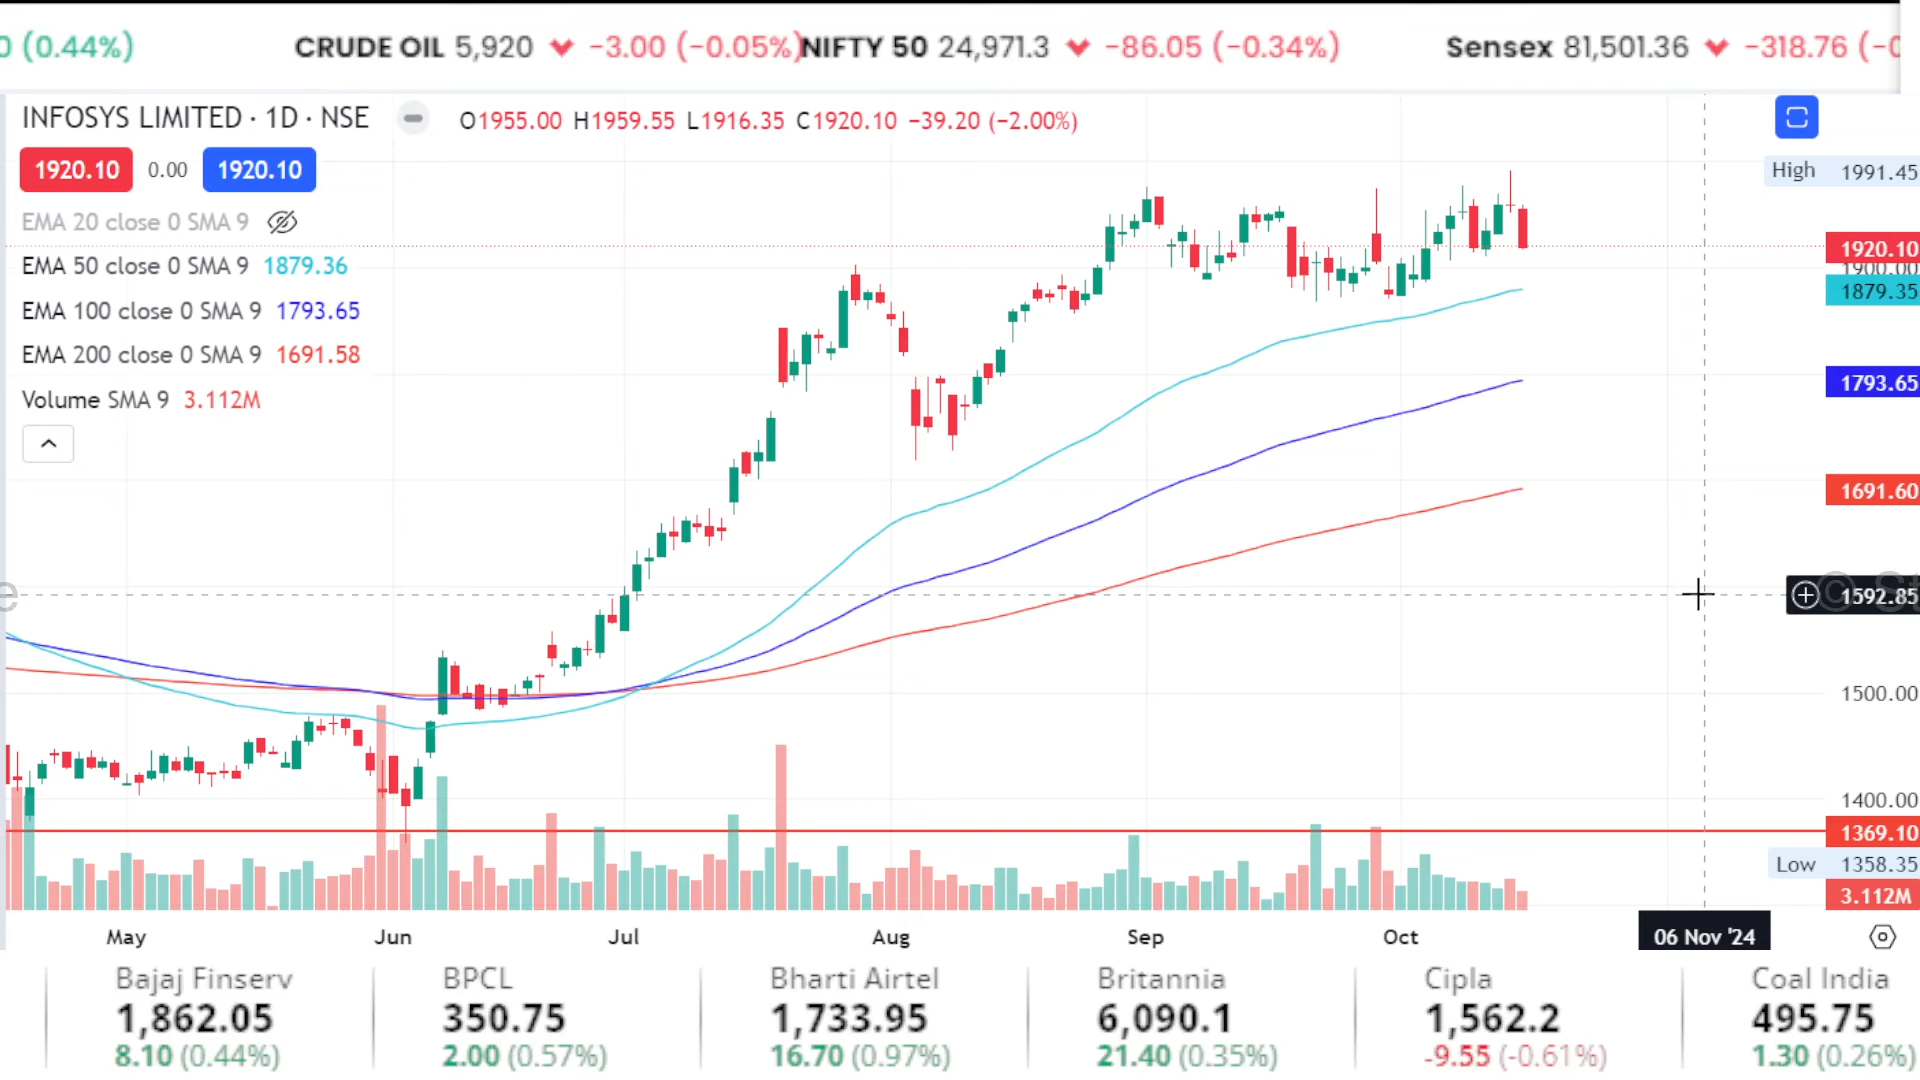 0 (0.44%) CRUDE OIL 5,920 -3.00 (-0.05%) NIFTY 50 24,971.3 -86.05 (-0.34%) Sensex 81,501.36 -318.76 (-0
INFOSYS LIMITED · 1D · NSE O1955.00 H1959.55 L1916.35 C1920.10 −39.20 (−2.00%)
1920.10 0.00 1920.10
High 1991.45
EMA 20 close 0 SMA 9
1920.10
EMA 50 close 0 SMA 9 1879.36
1900.00
1879.35
EMA 100 close 0 SMA 9 1793.65
EMA 200 close 0 SMA 9 1691.58
1793.65
Volume SMA 9 3.112M
1691.60
e © St
1592.85
1500.00
1400.00
1369.10
Low 1358.35
3.112M
May Jun Jul Aug Sep Oct 06 Nov '24
Bajaj Finserv BPCL Bharti Airtel Britannia Cipla Coal India
1,862.05 350.75 1,733.95 6,090.1 1,562.2 495.75
8.10 (0.44%) 2.00 (0.57%) 16.70 (0.97%) 21.40 (0.35%) -9.55 (-0.61%) 1.30 (0.26%)